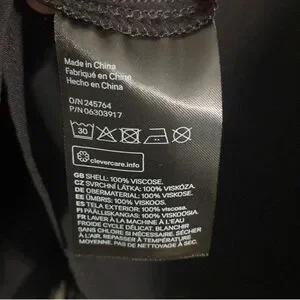 Made in China
Fabriqué en Chine
Hecho en China
O/N 245764
P/N 06303917
30
clevercare.info
GB SHELL: 100% VISCOSE.
CZ SVRCHNÍ LÁTKA: 100% VISKÓZA.
DE OBERMATERIAL: 100% VISKOSE.
EE ÜMBRIS: 100% VISKOOS.
ES TELA EXTERIOR: 100% viscosa.
FI PÄÄLLISKANGAS: 100% VISKOOSIA.
FR LAVER À LA MACHINE À L'EAU
FROIDE CYCLE DÉLICAT. BLANCHIR
SANS CHLORE SI NÉCESSAIRE. SÉCHER
À L'AIR. REPASSER À TEMPÉRATURE
MOYENNE. PAS DE NETTOYAGE À SEC.